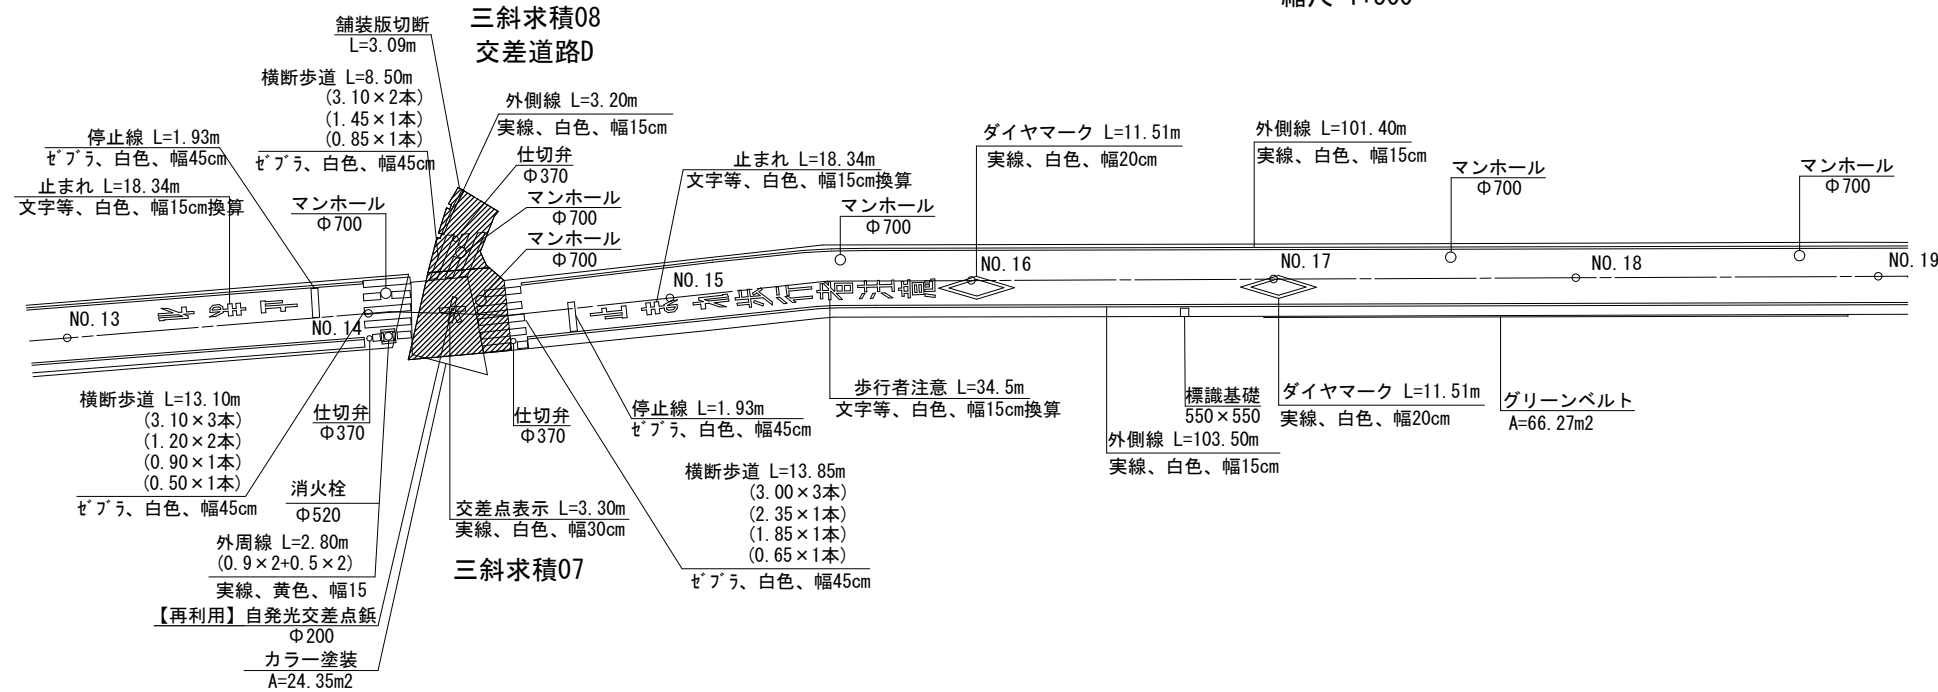 三斜求積08
交差道路D
舗装版切断
L=3.09m
横断歩道 L=8.50m
(3.10×2本)
(1.45×1本)
(0.85×1本)
ｾﾞﾌﾞﾗ、白色、幅45cm
外側線 L=3.20m
実線、白色、幅15cm
停止線 L=1.93m
ｾﾞﾌﾞﾗ、白色、幅45cm
止まれ L=18.34m
文字等、白色、幅15cm換算
マンホール
Φ700
仕切弁
Φ370
マンホール
Φ700
マンホール
Φ700
止まれ L=18.34m
文字等、白色、幅15cm換算
マンホール
Φ700
ダイヤマーク L=11.51m
実線、白色、幅20cm
外側線 L=101.40m
実線、白色、幅15cm
マンホール
Φ700
マンホール
Φ700
NO.13
NO.14
NO.15
NO.16
NO.17
NO.18
NO.19
止まれ
止まれ
歩行者注意
横断歩道 L=13.10m
(3.10×3本)
(1.20×2本)
(0.90×1本)
(0.50×1本)
ｾﾞﾌﾞﾗ、白色、幅45cm
仕切弁
Φ370
消火栓
Φ520
外周線 L=2.80m
(0.9×2+0.5×2)
実線、黄色、幅15
【再利用】自発光交差点鋲
Φ200
カラー塗装
A=24.35m2
交差点表示 L=3.30m
実線、白色、幅30cm
三斜求積07
仕切弁
Φ370
停止線 L=1.93m
ｾﾞﾌﾞﾗ、白色、幅45cm
横断歩道 L=13.85m
(3.00×3本)
(2.35×1本)
(1.85×1本)
(0.65×1本)
ｾﾞﾌﾞﾗ、白色、幅45cm
歩行者注意 L=34.5m
文字等、白色、幅15cm換算
外側線 L=103.50m
実線、白色、幅15cm
標識基礎
550×550
ダイヤマーク L=11.51m
実線、白色、幅20cm
グリーンベルト
A=66.27m2